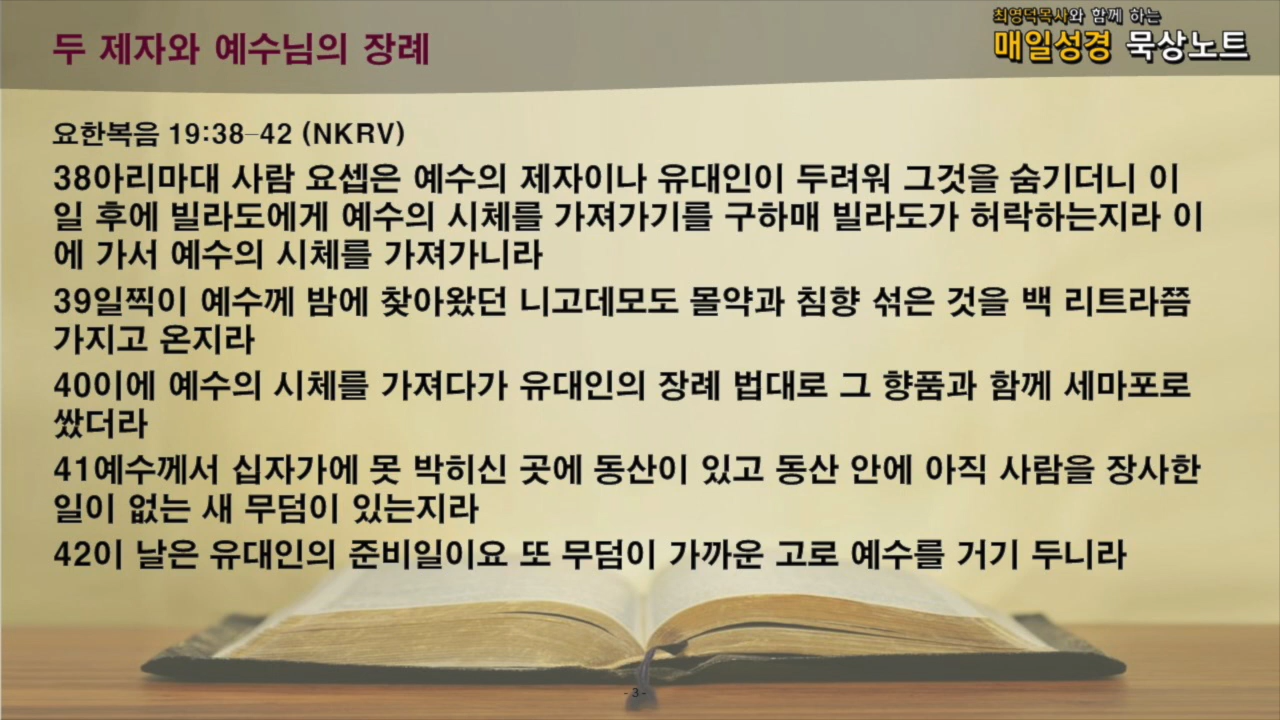 최영덕목사와 함께 하는
두 제자와 예수님의 장례
매일성경 묵상노트
요한복음 19:38-42 (NKRV)
38아리마대 사람 요셉은 예수의 제자이나 유대인이 두려워 그것을 숨기더니 이
일 후에 빌라도에게 예수의 시체를 가져가기를 구하매 빌라도가 허락하는지라 이
에 가서 예수의 시체를 가져가니라
39일찍이 예수께 밤에 찾아왔던 니고데모도 몰약과 침향 섞은 것을 백 리트라쯤
가지고 온지라
40이에 예수의 시체를 가져다가 유대인의 장례 법대로 그 향품과 함께 세마포로
쌌더라
41예수께서 십자가에 못 박히신 곳에 동산이 있고 동산 안에 아직 사람을 장사한
일이 없는 새 무덤이 있는지라
42이 날은 유대인의 준비일이요 또 무덤이 가까운 고로 예수를 거기 두니라
- 3 -